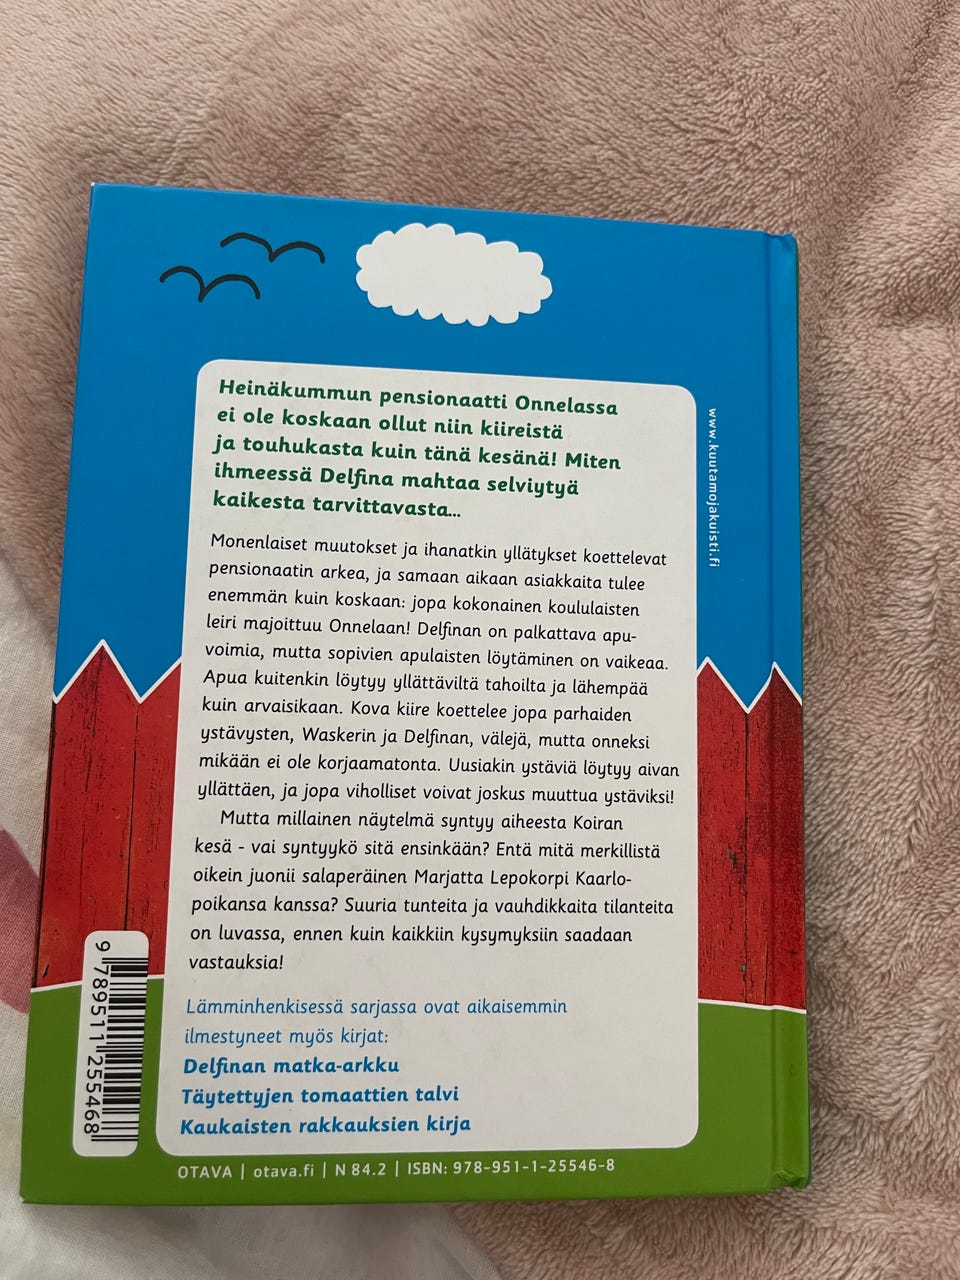 Heinäkummun pensionaatti Onnelassa
ei ole koskaan ollut niin kiireistä
ja touhukasta kuin tänä kesänä! Miten
ihmeessä Delfina mahtaa selviytyä
kaikesta tarvittavasta...
Monenlaiset muutokset ja ihanatkin yllätykset koettelevat
pensionaatin arkea, ja samaan aikaan asiakkaita tulee
enemmän kuin koskaan: jopa kokonainen koululaisten
leiri majoittuu Onnelaan! Delfinan on palkattava apu-
voimia, mutta sopivien apulaisten löytäminen on vaikeaa.
Apua kuitenkin löytyy yllättäviltä tahoilta ja lähempää
kuin arvaisikaan. Kova kiire koettelee jopa parhaiden
ystävysten, Waskerin ja Delfinan, välejä, mutta onneksi
mikään ei ole korjaamatonta. Uusiakin ystäviä löytyy aivan
yllättäen, ja jopa viholliset voivat joskus muuttua ystäviksi!
Mutta millainen näytelmä syntyy aiheesta Koiran
kesä - vai syntyykö sitä ensinkään? Entä mitä merkillistä
oikein juonii salaperäinen Marjatta Lepokorpi Kaarlo-
poikansa kanssa? Suuria tunteita ja vauhdikkaita tilanteita
on luvassa, ennen kuin kaikkiin kysymyksiin saadaan
vastauksia!
Lämminhenkisessä sarjassa ovat aikaisemmin
ilmestyneet myös kirjat:
Delfinan matka-arkku
Täytettyjen tomaattien talvi
Kaukaisten rakkauksien kirja
OTAVA | otava.fi | N 84.2 | ISBN: 978-951-1-25546-8
www.kuutamojakuisti.fi
9 789511 255468